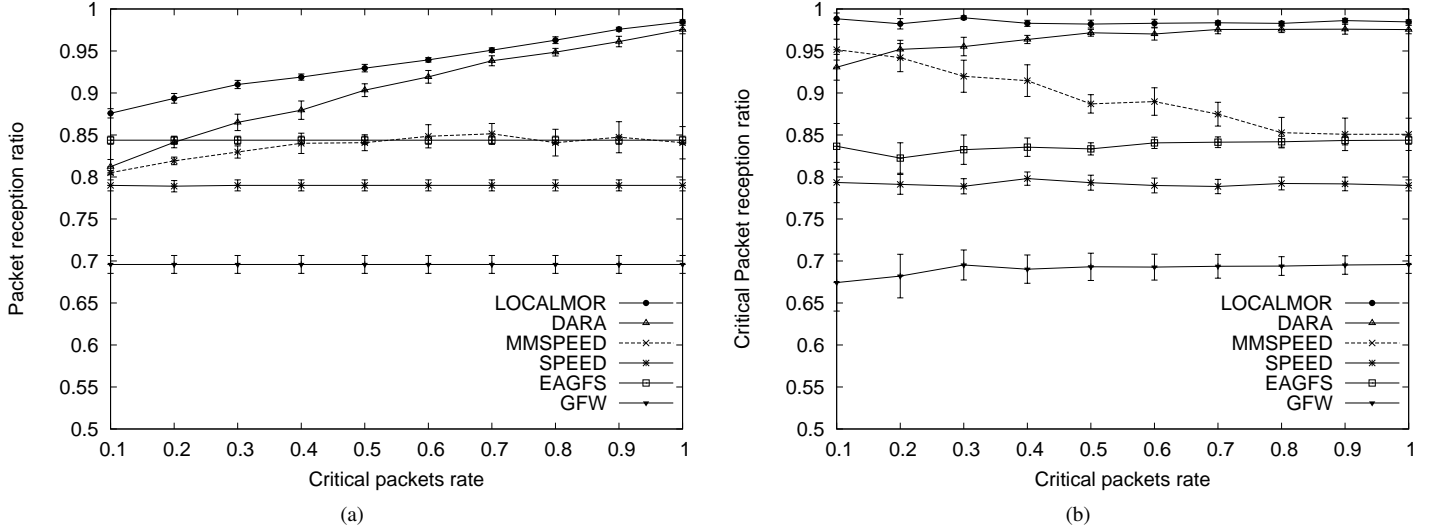 1
0.95
0.9
0.85
0.8
0.75
0.7
0.65
0.6
0.55
0.5
Packet reception ratio
LOCALMOR
DARA
MMSPEED
SPEED
EAGFS
GFW
0.1 0.2 0.3 0.4 0.5 0.6 0.7 0.8 0.9 1
Critical packets rate
(a)
1
0.95
0.9
0.85
0.8
0.75
0.7
0.65
0.6
0.55
0.5
Critical Packet reception ratio
LOCALMOR
DARA
MMSPEED
SPEED
EAGFS
GFW
0.1 0.2 0.3 0.4 0.5 0.6 0.7 0.8 0.9 1
Critical packets rate
(b)